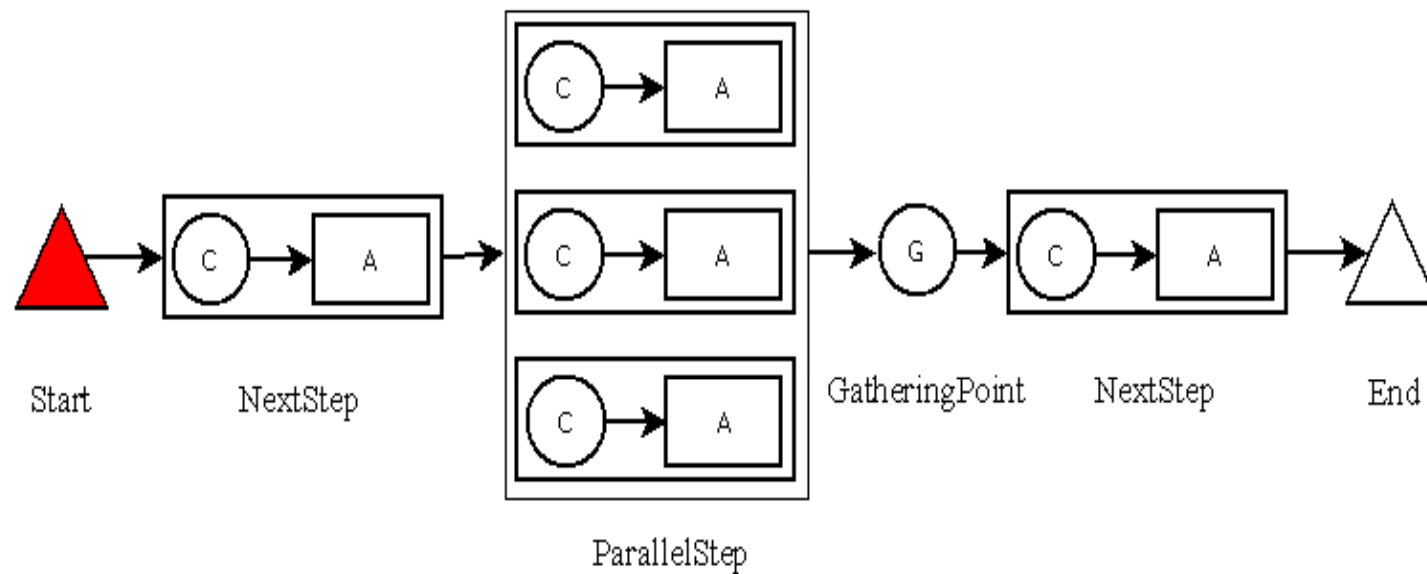 C A
C A
C A
C A
G
C A
Start
NextStep
GatheringPoint
NextStep
End
C A
ParallelStep